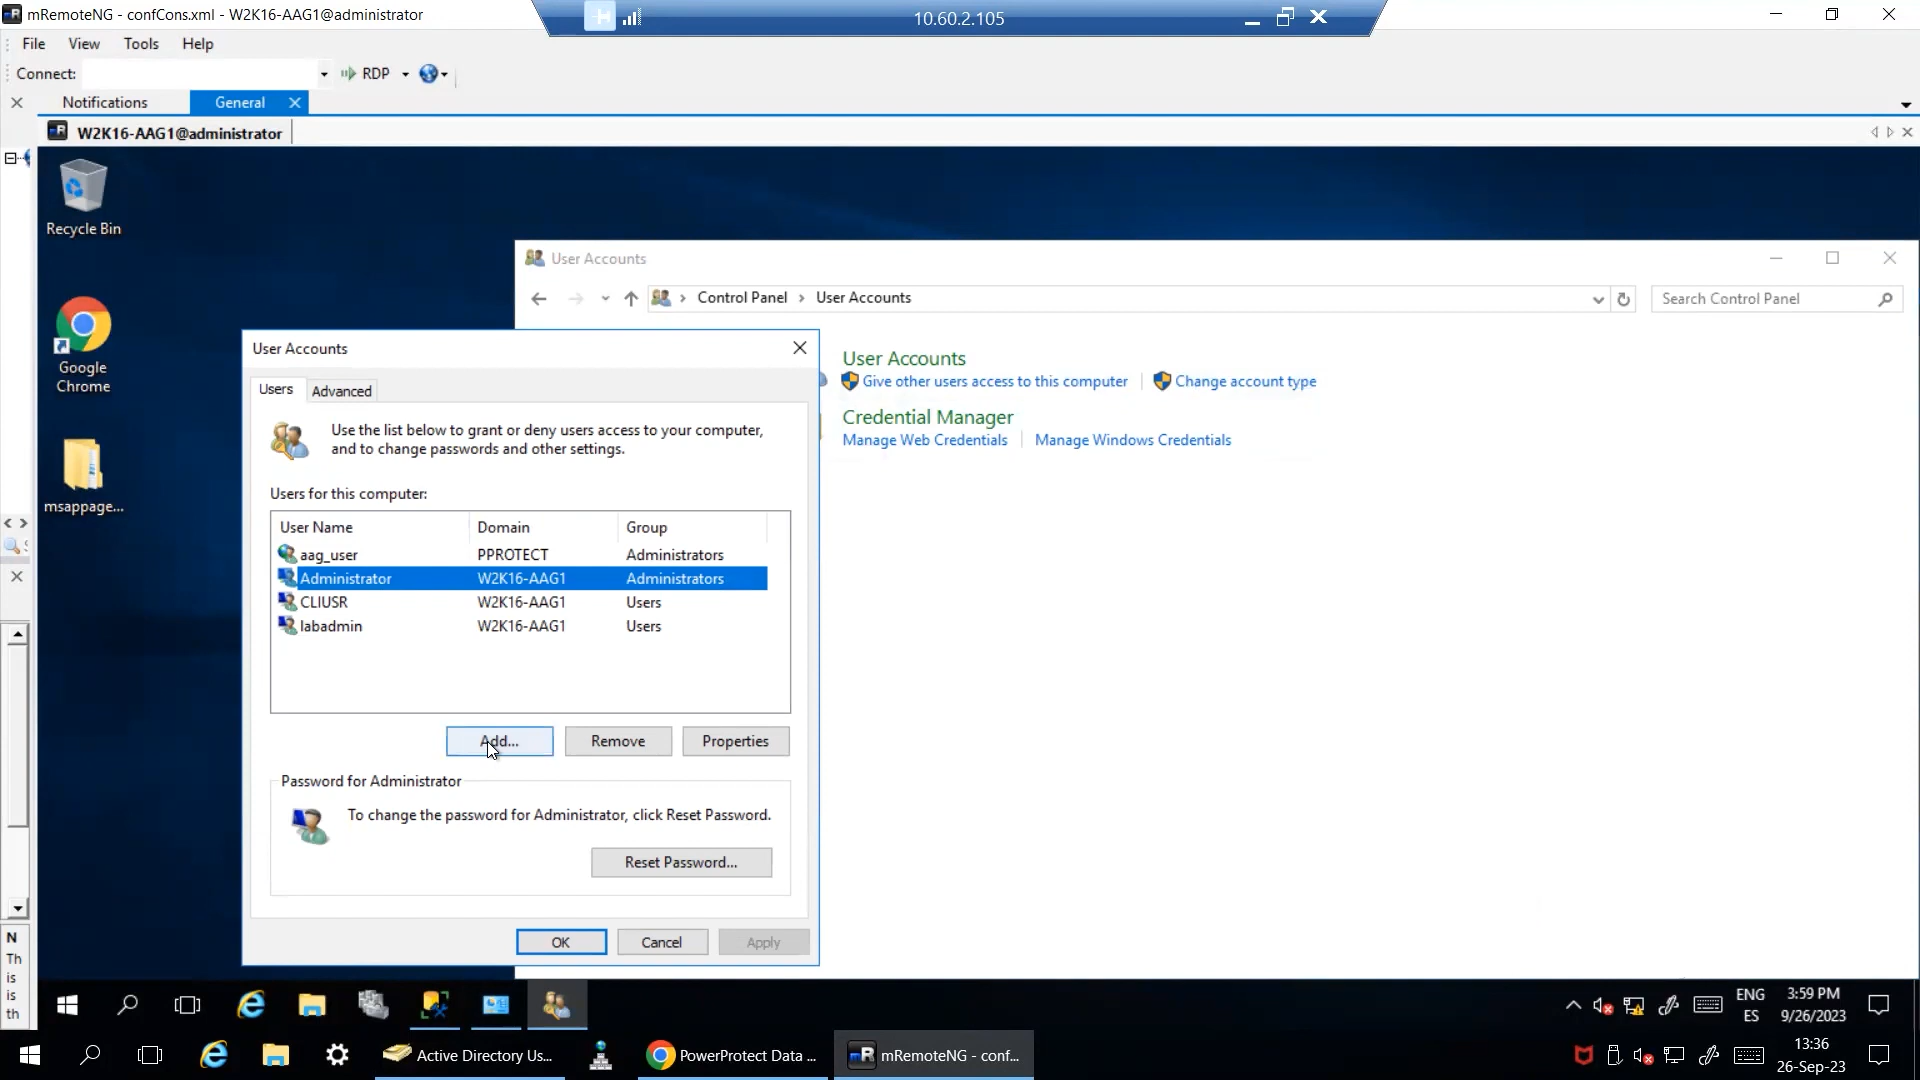 mRemoteNG - confCons.xml - W2K16-AAG1@administrator
10.60.2.105
File View Tools Help
Connect:
RDP
Notifications
General
W2K16-AAG1@administrator
Recycle Bin
Google
Chrome
msappage...
User Accounts
Control Panel
User Accounts
Search Control Panel
User Accounts
Give other users access to this computer
Change account type
Credential Manager
Manage Web Credentials
Manage Windows Credentials
User Accounts
Users
Advanced
Use the list below to grant or deny users access to your computer,
and to change passwords and other settings.
Users for this computer:
User Name Domain Group
aag_user PPROTECT Administrators
Administrator W2K16-AAG1 Administrators
CLIUSR W2K16-AAG1 Users
labadmin W2K16-AAG1 Users
Add...
Remove
Properties
Password for Administrator
To change the password for Administrator, click Reset Password.
Reset Password...
OK
Cancel
Apply
N
Th
is
is
th
ENG
ES
3:59 PM
9/26/2023
Active Directory Us...
PowerProtect Data ...
mRemoteNG - conf...
13:36
26-Sep-23